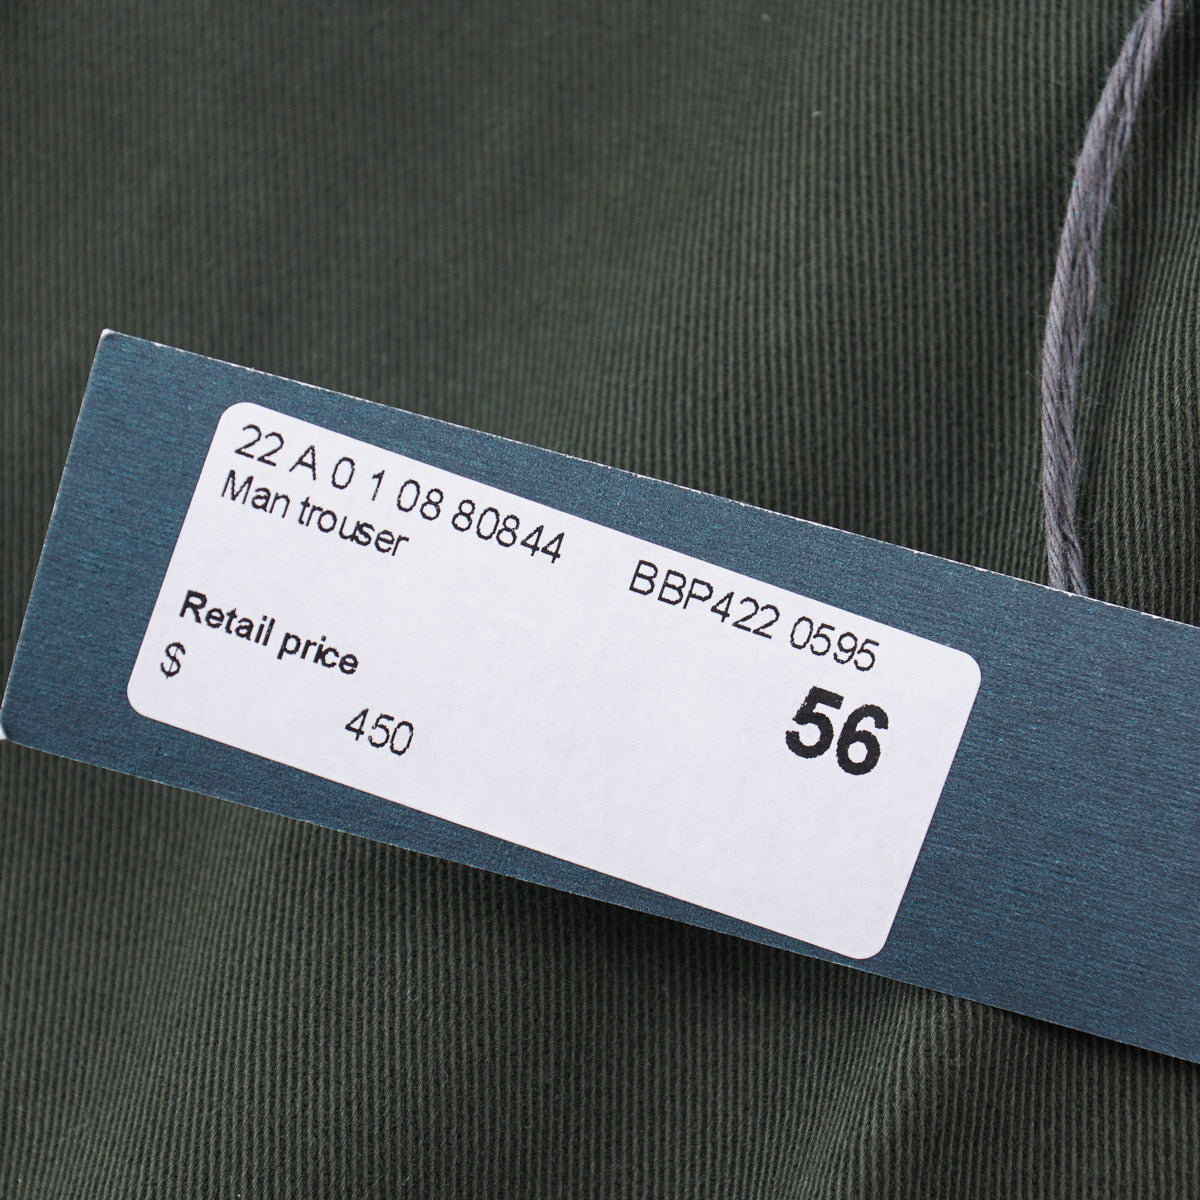 22 A 0 1 08 80844 BBP422 0595
Man trouser
Retail price
$
450
56